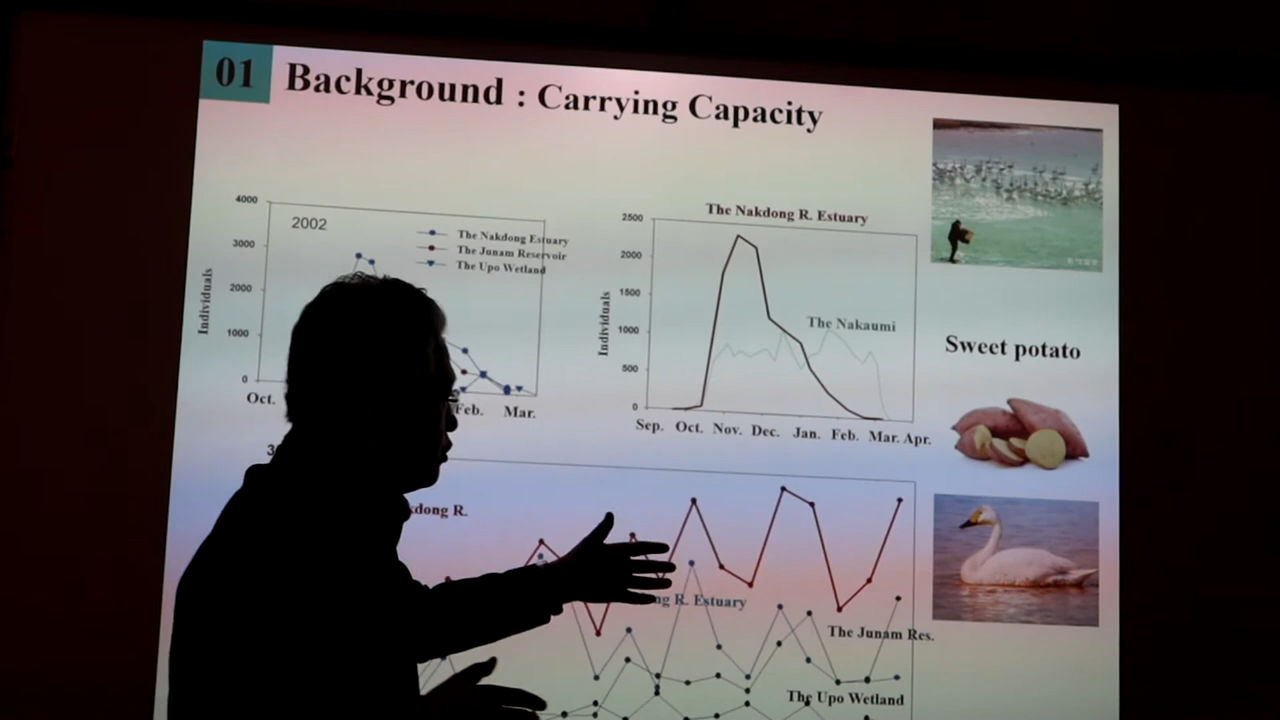 01
Background : Carrying Capacity
4000
3000
2000
1000
0
Individuals
2002
The Nakdong Estuary
The Junam Reservoir
The Upo Wetland
Oct.
Feb.
Mar.
The Nakdong R. Estuary
2500
2000
1500
1000
500
0
Individuals
The Nakaumi
Sep. Oct. Nov. Dec. Jan. Feb. Mar. Apr.
Sweet potato
kdong R.
ng R. Estuary
The Junam Res.
The Upo Wetland